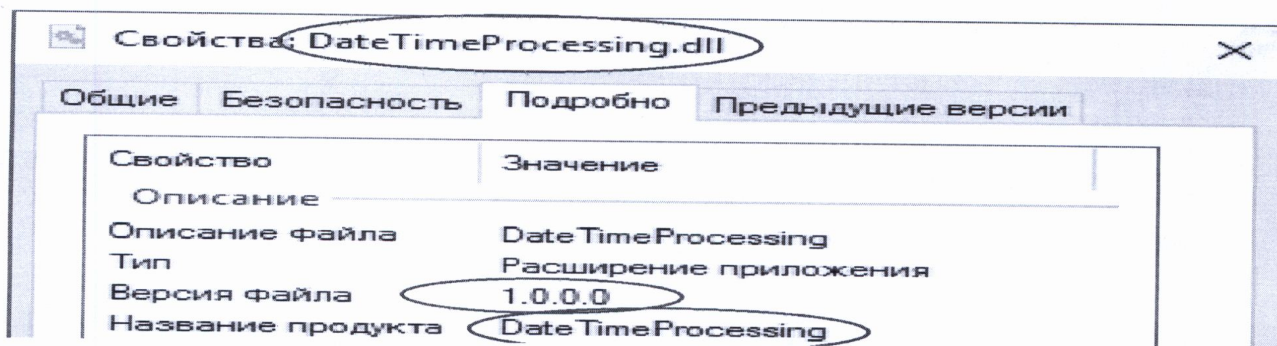 Свойства: DateTimeProcessing.dll
Общие Безопасность Подробно Предыдущие версии
Свойство Значение
Описание
Описание файла DateTimeProcessing
Тип Расширение приложения
Версия файла 1.0.0.0
Название продукта DateTimeProcessing